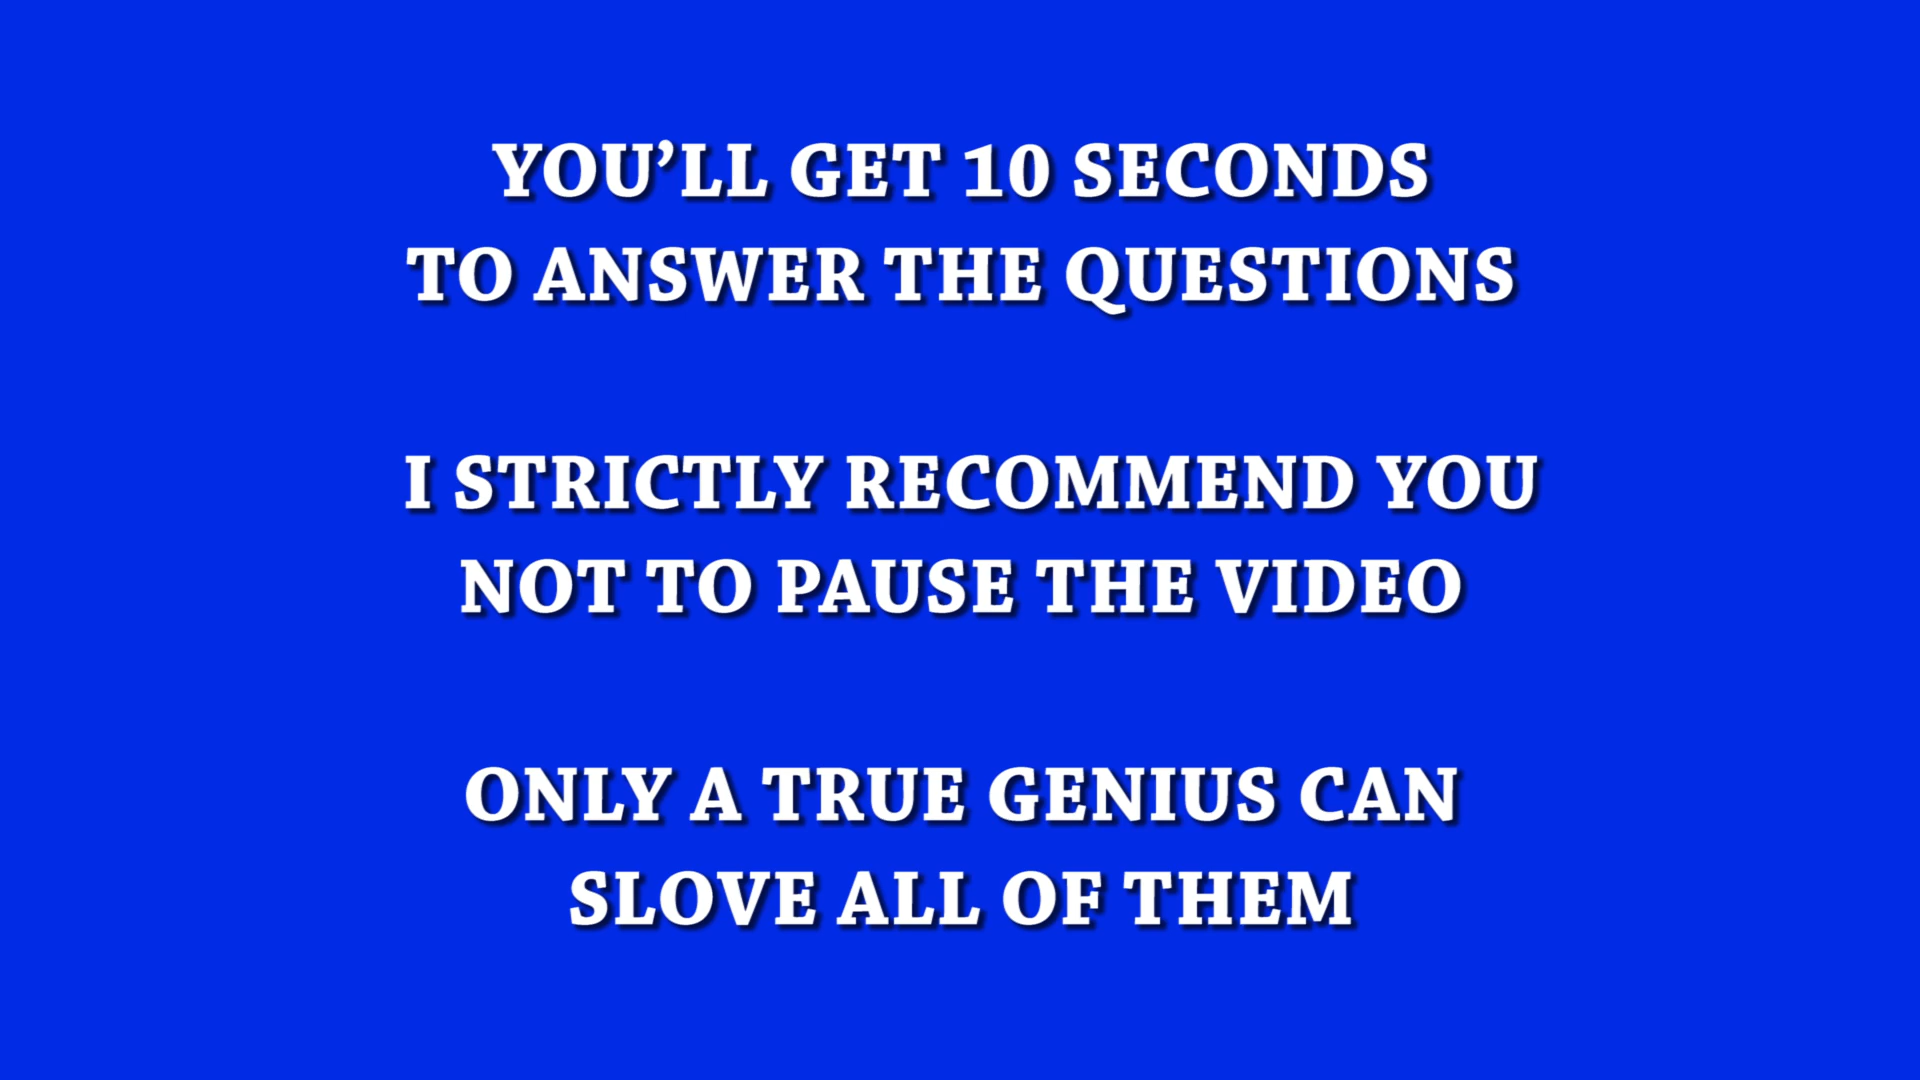 YOU’LL GET 10 SECONDS
TO ANSWER THE QUESTIONS
I STRICTLY RECOMMEND YOU
NOT TO PAUSE THE VIDEO
ONLY A TRUE GENIUS CAN
SLOVE ALL OF THEM